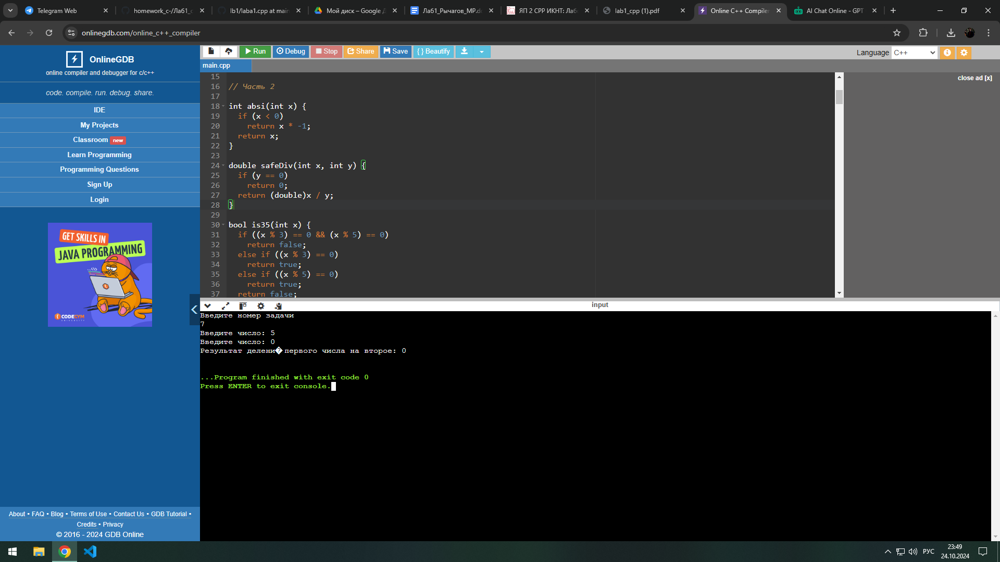 Telegram Web
homework_c-/Лаб1_c
lb1/laba1.cpp at main
Мой диск – Google Д
Лаб1_Рычагов_МР.do
ЯП 2 СРР ИКНТ: Лабо
lab1_cpp (1).pdf
Online C++ Compiler
AI Chat Online - GPT
onlinegdb.com/online_c++_compiler
OnlineGDB
online compiler and debugger for c/c++
code. compile. run. debug. share.
IDE
My Projects
Classroom new
Learn Programming
Programming Questions
Sign Up
Login
GET SKILLS IN
JAVA PROGRAMMING
CODEGYM
UNIVERSITY
About • FAQ • Blog • Terms of Use • Contact Us • GDB Tutorial •
Credits • Privacy
© 2016 - 2024 GDB Online
Run Debug Stop Share Save { } Beautify
Language C++
main.cpp
close ad [x]
15
16 // Часть 2
17
18 int absi(int x) {
19 if (x < 0)
20 return x * -1;
21 return x;
22 }
23
24 double safeDiv(int x, int y) {
25 if (y == 0)
26 return 0;
27 return (double)x / y;
28 }
29
30 bool is35(int x) {
31 if ((x % 3) == 0 && (x % 5) == 0)
32 return false;
33 else if ((x % 3) == 0)
34 return true;
35 else if ((x % 5) == 0)
36 return true;
37 return false;
input
Введите номер задачи
7
Введите число: 5
Введите число: 0
Результат делени� первого числа на второе: 0
...Program finished with exit code 0
Press ENTER to exit console.
РУС
23:49
24.10.2024